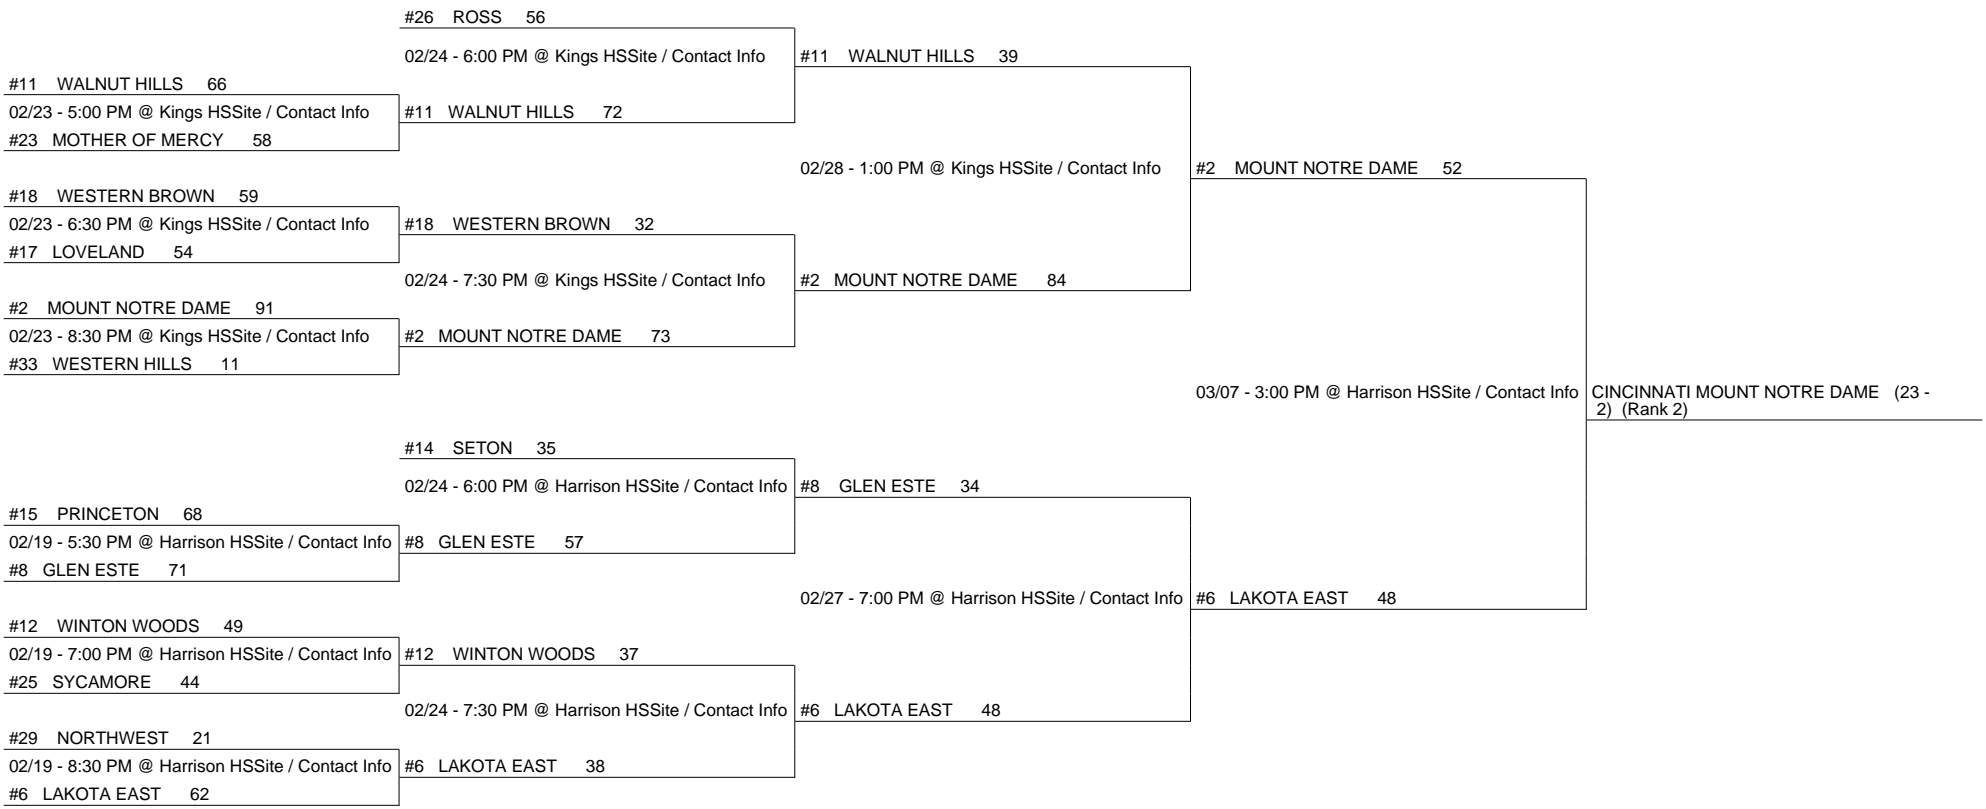 #26 ROSS 56
02/24 - 6:00 PM @ Kings HSSite / Contact Info
#11 WALNUT HILLS 39
#11 WALNUT HILLS 66
02/23 - 5:00 PM @ Kings HSSite / Contact Info
#11 WALNUT HILLS 72
#23 MOTHER OF MERCY 58
02/28 - 1:00 PM @ Kings HSSite / Contact Info
#2 MOUNT NOTRE DAME 52
#18 WESTERN BROWN 59
02/23 - 6:30 PM @ Kings HSSite / Contact Info
#18 WESTERN BROWN 32
#17 LOVELAND 54
02/24 - 7:30 PM @ Kings HSSite / Contact Info
#2 MOUNT NOTRE DAME 84
#2 MOUNT NOTRE DAME 91
02/23 - 8:30 PM @ Kings HSSite / Contact Info
#2 MOUNT NOTRE DAME 73
#33 WESTERN HILLS 11
03/07 - 3:00 PM @ Harrison HSSite / Contact Info
CINCINNATI MOUNT NOTRE DAME (23 -
2) (Rank 2)
#14 SETON 35
02/24 - 6:00 PM @ Harrison HSSite / Contact Info
#8 GLEN ESTE 34
#15 PRINCETON 68
02/19 - 5:30 PM @ Harrison HSSite / Contact Info
#8 GLEN ESTE 57
#8 GLEN ESTE 71
02/27 - 7:00 PM @ Harrison HSSite / Contact Info
#6 LAKOTA EAST 48
#12 WINTON WOODS 49
02/19 - 7:00 PM @ Harrison HSSite / Contact Info
#12 WINTON WOODS 37
#25 SYCAMORE 44
02/24 - 7:30 PM @ Harrison HSSite / Contact Info
#6 LAKOTA EAST 48
#29 NORTHWEST 21
02/19 - 8:30 PM @ Harrison HSSite / Contact Info
#6 LAKOTA EAST 38
#6 LAKOTA EAST 62